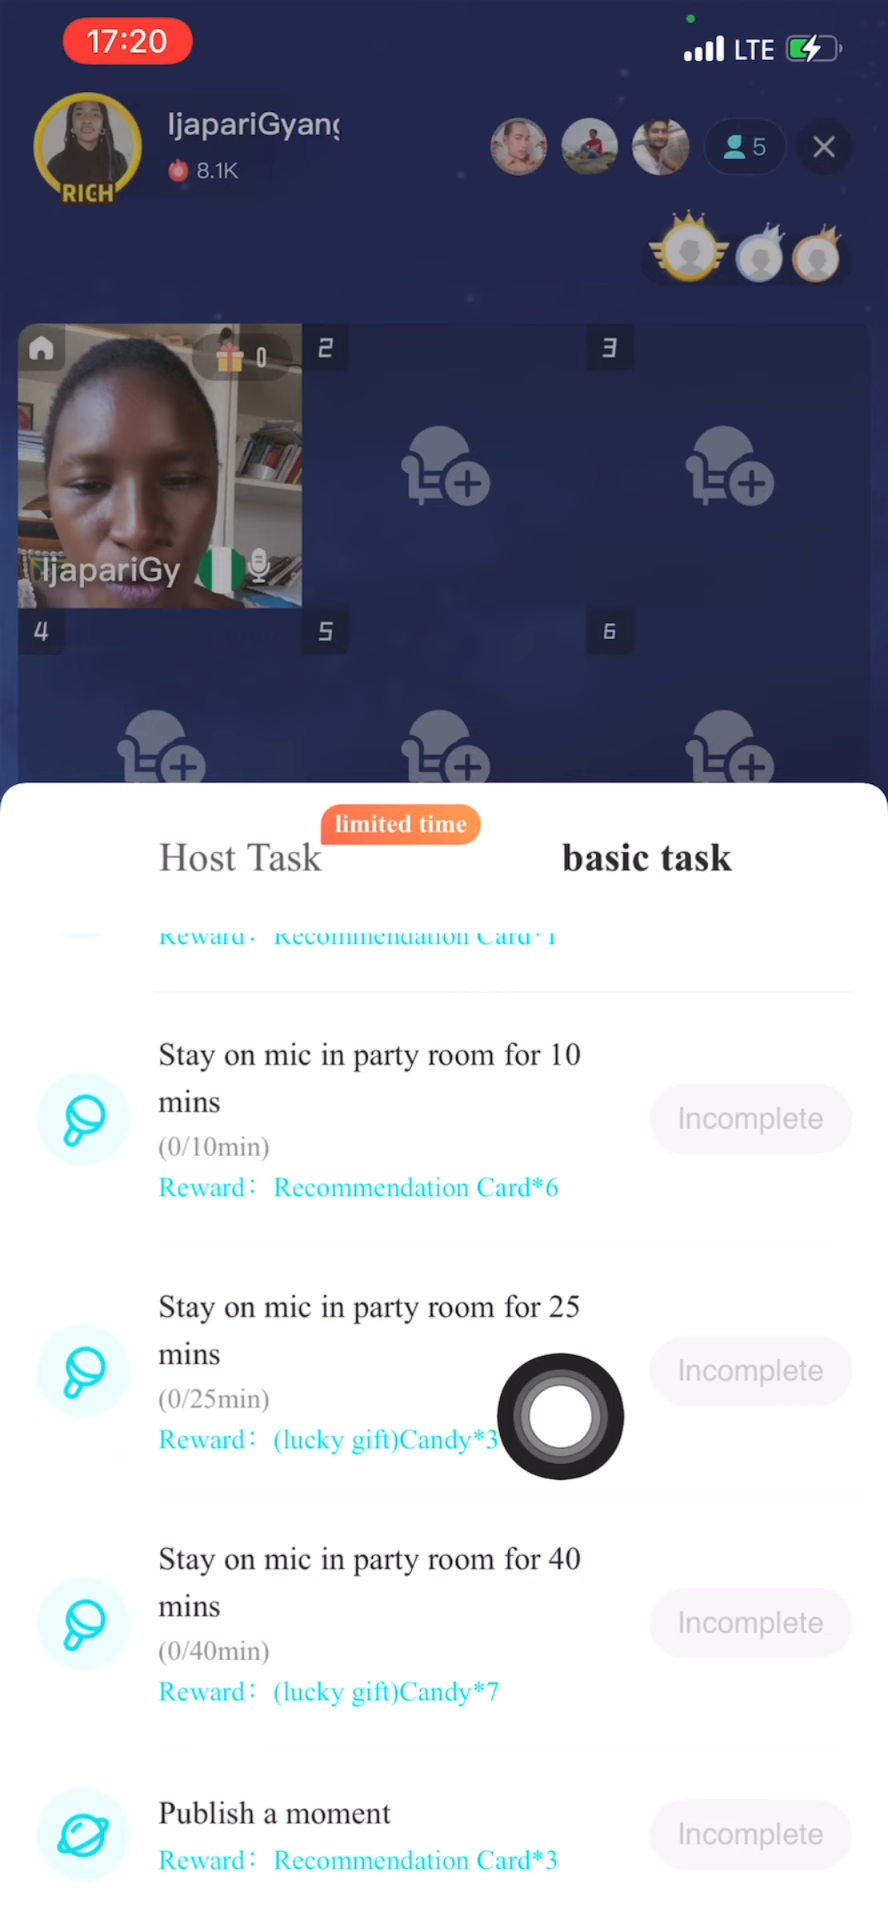 17:20
LTE
IjapariGyang
8.1K
5
RICH
0
2
3
IjapariGy
4
5
6
limited time
Host Task
basic task
Reward： Recommendation Card*1
Stay on mic in party room for 10
mins
(0/10min)
Incomplete
Reward： Recommendation Card*6
Stay on mic in party room for 25
mins
(0/25min)
Incomplete
Reward： (lucky gift)Candy*3
Stay on mic in party room for 40
mins
(0/40min)
Incomplete
Reward： (lucky gift)Candy*7
Publish a moment
Incomplete
Reward： Recommendation Card*3